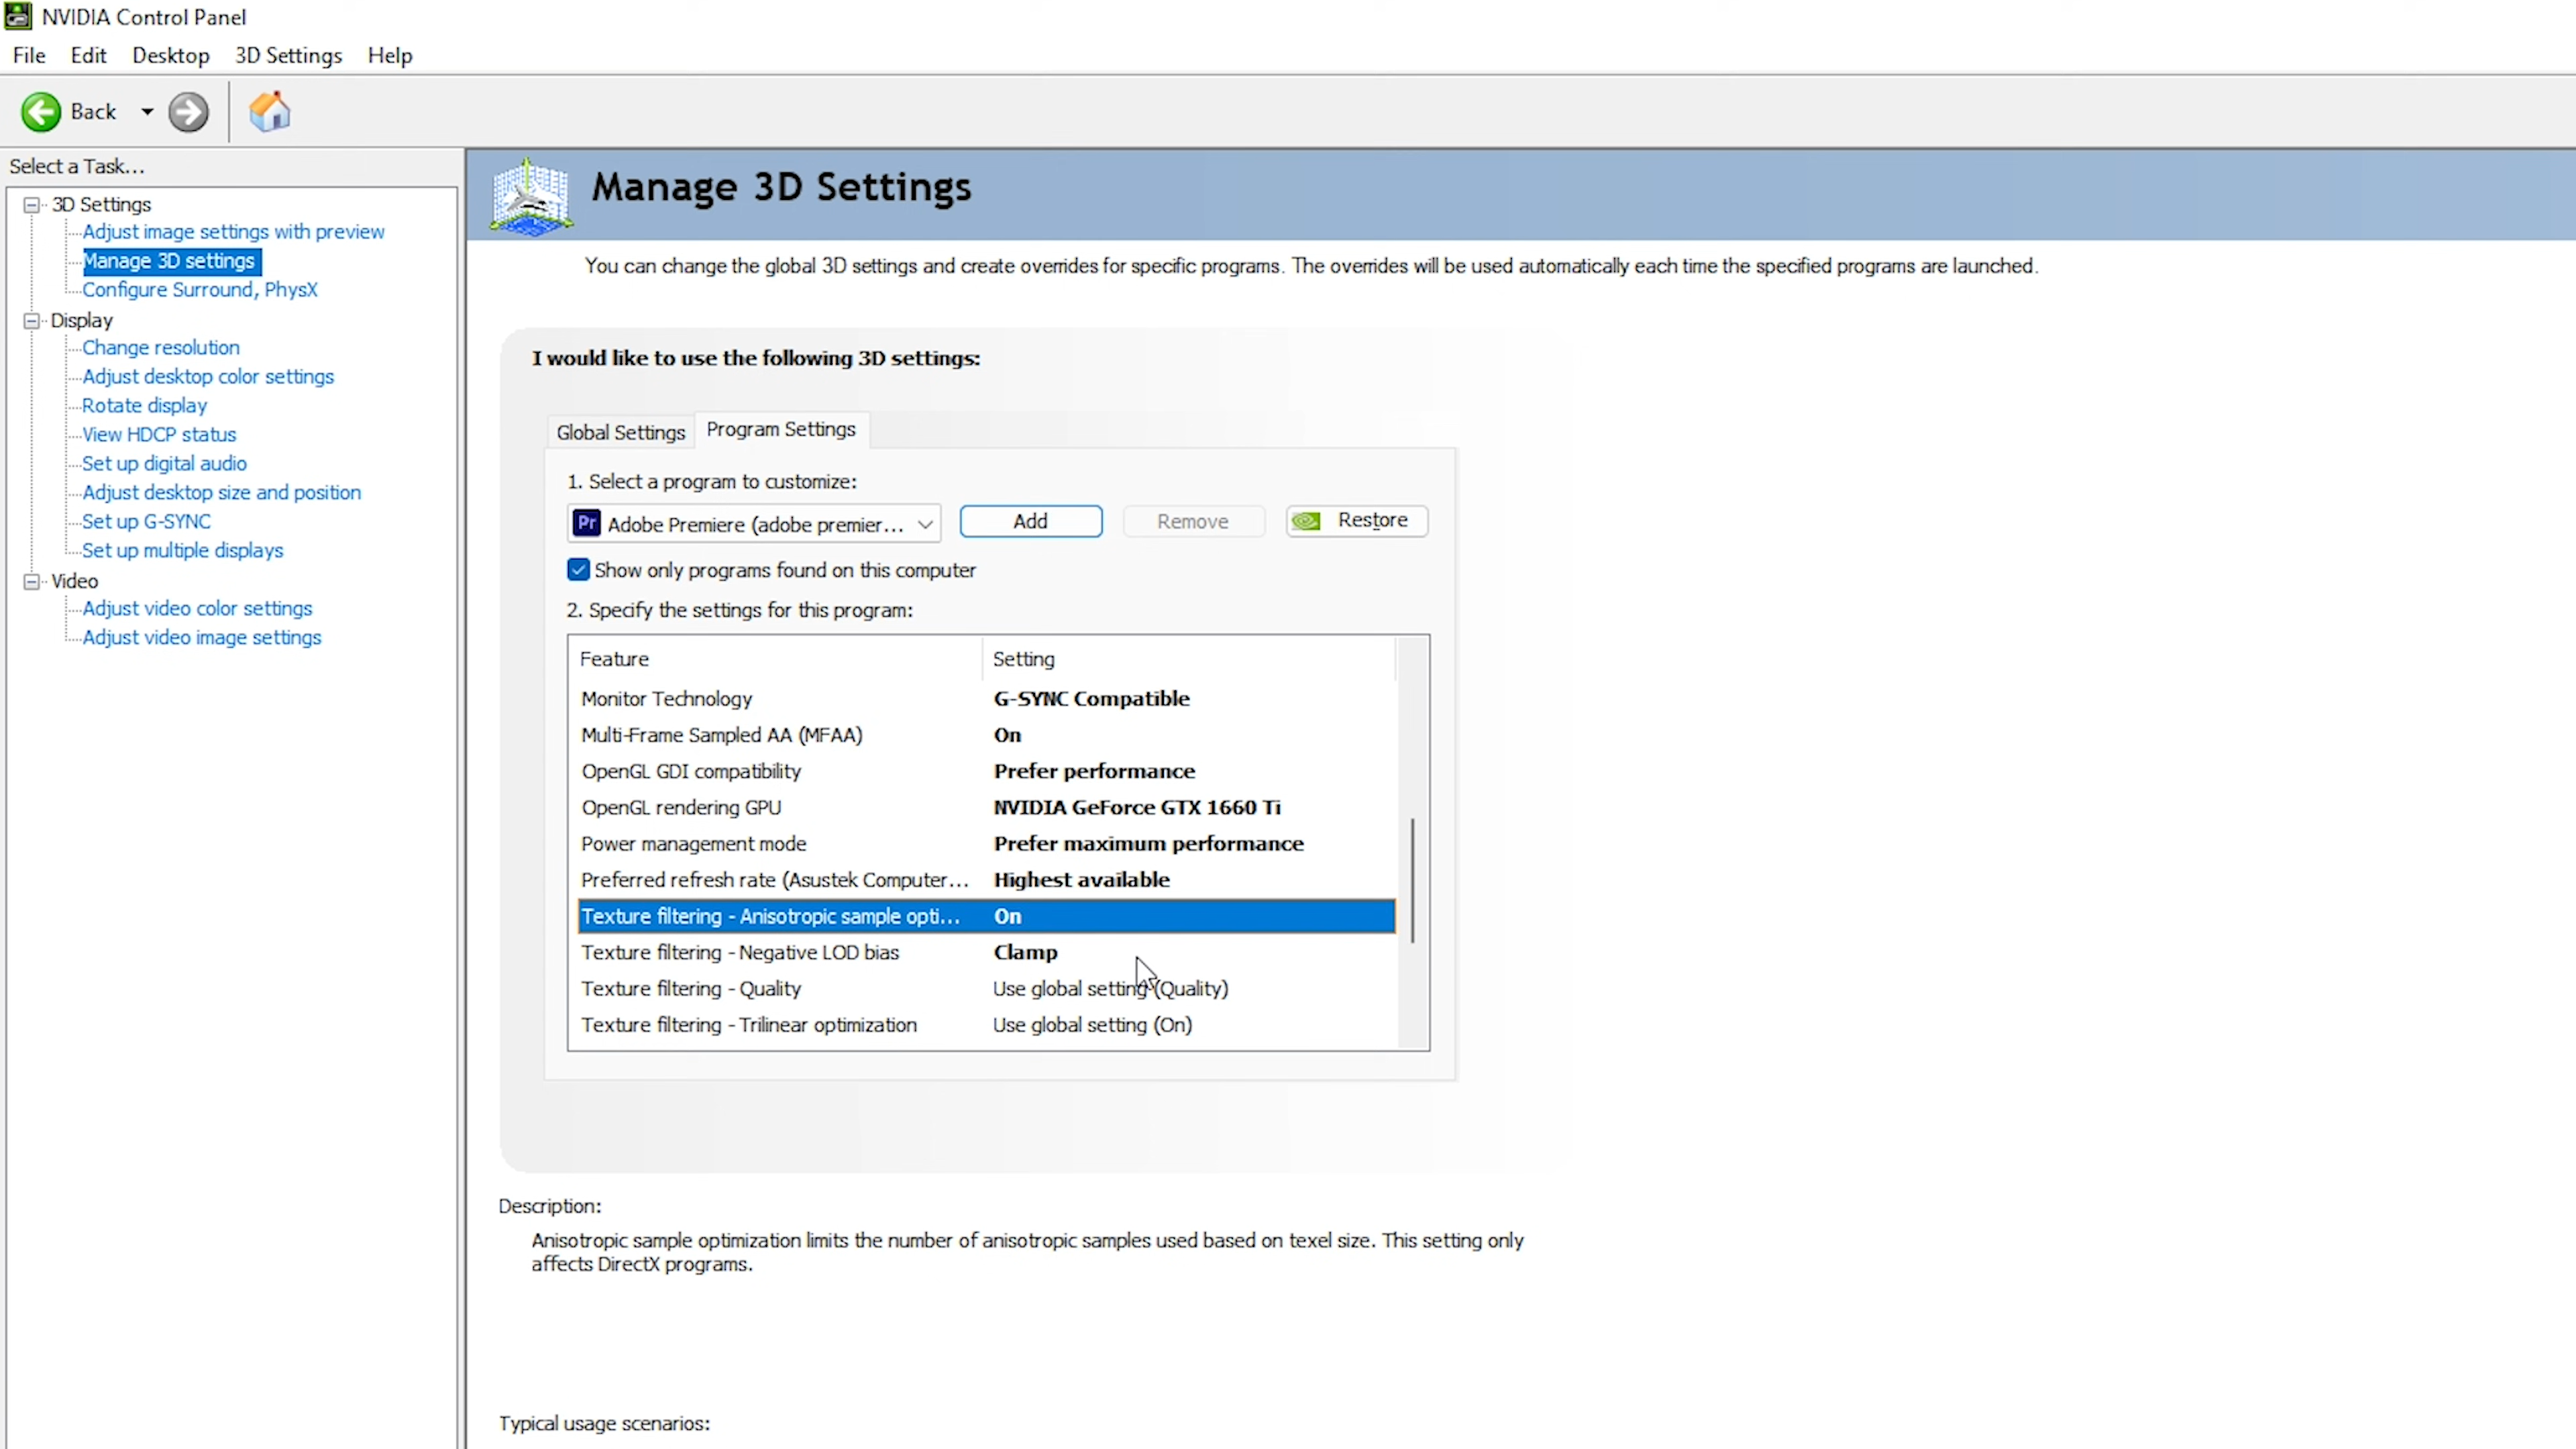 NVIDIA Control Panel
File Edit Desktop 3D Settings Help
Back
Select a Task...
3D Settings
Adjust image settings with preview
Manage 3D settings
Configure Surround, PhysX
Display
Change resolution
Adjust desktop color settings
Rotate display
View HDCP status
Set up digital audio
Adjust desktop size and position
Set up G-SYNC
Set up multiple displays
Video
Adjust video color settings
Adjust video image settings
Manage 3D Settings
You can change the global 3D settings and create overrides for specific programs. The overrides will be used automatically each time the specified programs are launched.
I would like to use the following 3D settings:
Global Settings Program Settings
1. Select a program to customize:
Pr Adobe Premiere (adobe premier... Add Remove Restore
Show only programs found on this computer
2. Specify the settings for this program:
Feature Setting
Monitor Technology G-SYNC Compatible
Multi-Frame Sampled AA (MFAA) On
OpenGL GDI compatibility Prefer performance
OpenGL rendering GPU NVIDIA GeForce GTX 1660 Ti
Power management mode Prefer maximum performance
Preferred refresh rate (Asustek Computer... Highest available
Texture filtering - Anisotropic sample opti... On
Texture filtering - Negative LOD bias Clamp
Texture filtering - Quality Use global setting (Quality)
Texture filtering - Trilinear optimization Use global setting (On)
Description:
Anisotropic sample optimization limits the number of anisotropic samples used based on texel size. This setting only
affects DirectX programs.
Typical usage scenarios: